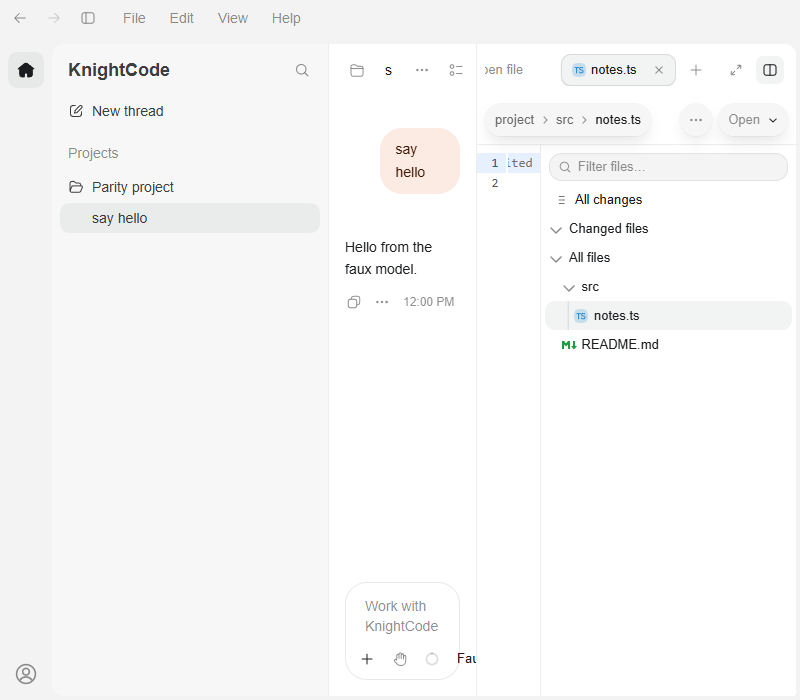 File Edit View Help
KnightCode
New thread
Projects
Parity project
say hello
s
say
hello
Hello from the
faux model.
12:00 PM
Work with
KnightCode
file
TS notes.ts
project src notes.ts
Open
1
2
Filter files...
All changes
Changed files
All files
src
TS notes.ts
README.md